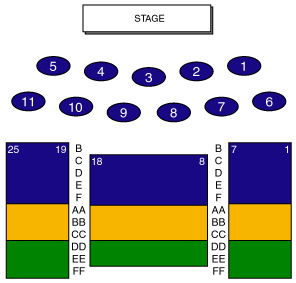 STAGE
5 4 3 2 1
11 10 9 8 7 6
25 19 B B 7 1
18 8
C C
D D
E E
F F
AA AA
BB BB
CC CC
DD DD
EE EE
FF FF